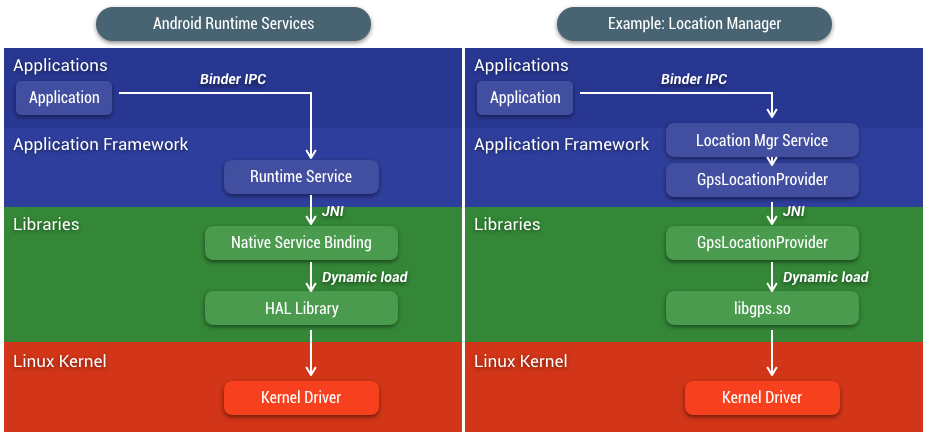 Android Runtime Services
Applications
Binder IPC
Application
Application Framework
Runtime Service
JNI
Libraries
Native Service Binding
Dynamic load
HAL Library
Linux Kernel
Kernel Driver
Example: Location Manager
Applications
Binder IPC
Application
Application Framework
Location Mgr Service
GpsLocationProvider
JNI
Libraries
GpsLocationProvider
Dynamic load
libgps.so
Linux Kernel
Kernel Driver